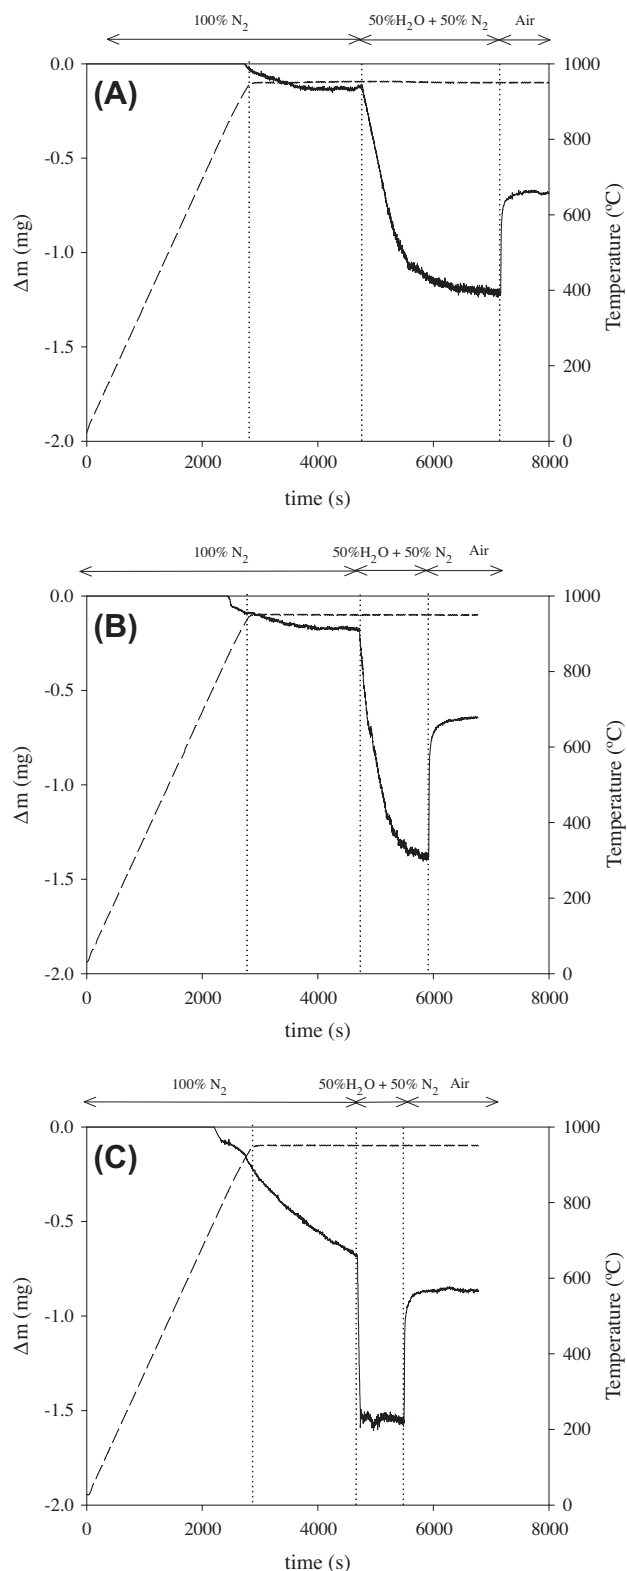 100% N2 50%H2O + 50% N2 Air
0.0 1000
(A)
800
-0.5
600
-1.0
400
-1.5
200
-2.0 0
0 2000 4000 6000 8000
time (s)
Δm (mg)
Temperature (ºC)
100% N2 50%H2O + 50% N2 Air
0.0 1000
(B)
800
-0.5
600
-1.0
400
-1.5
200
-2.0 0
0 2000 4000 6000 8000
time (s)
Δm (mg)
Temperature (ºC)
100% N2 50%H2O + 50% N2 Air
0.0 1000
(C)
800
-0.5
600
-1.0
400
-1.5
200
-2.0 0
0 2000 4000 6000 8000
time (s)
Δm (mg)
Temperature (ºC)